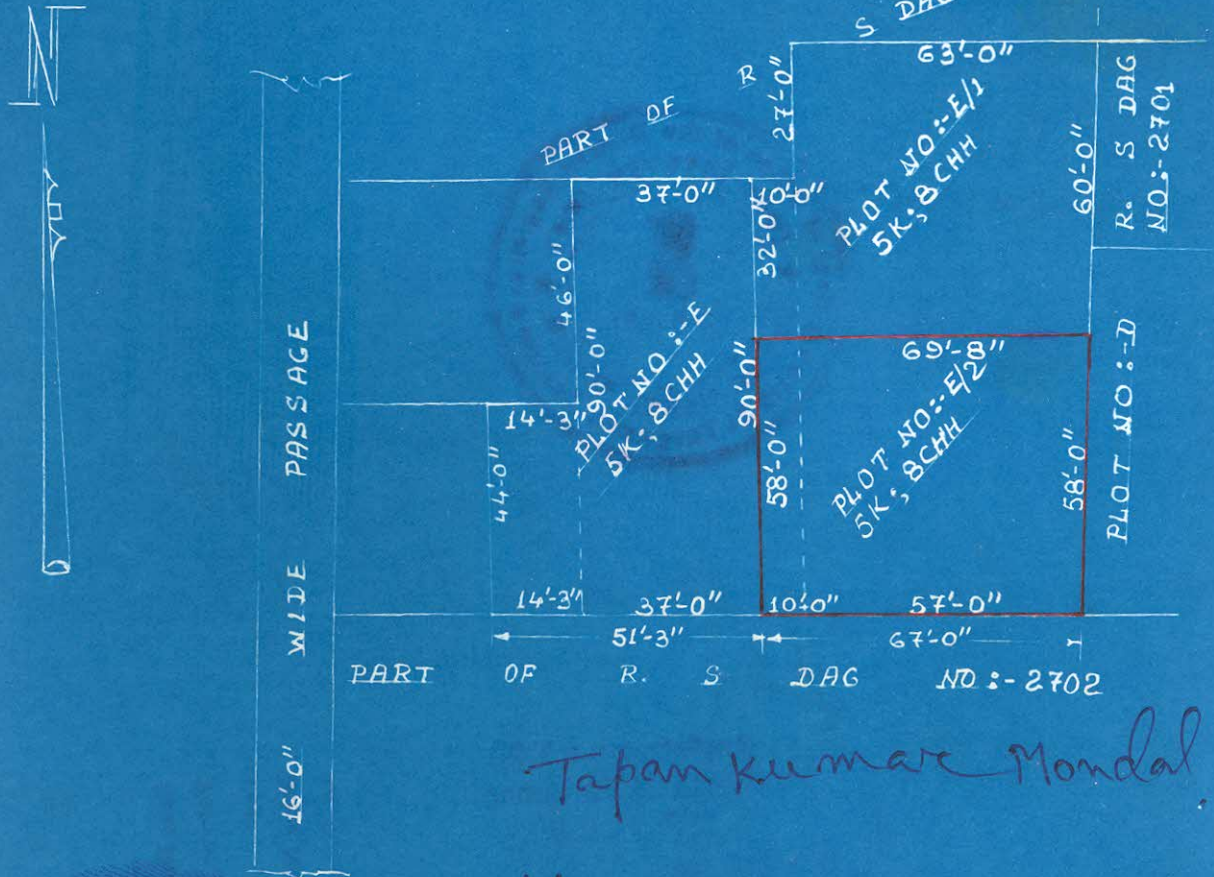 N
S DAG
PART OF R
63'-0"
27'-0"
PLOT NO:-E/1
5K; 8CHH
60'-0"
R. S DAG
NO:-2701
37'-0"
10'-0"
32'-0"
46'-0"
90'-0"
PLOT NO:-E
5K; 8CHH
14'-3"
44'-0"
14'-3"
37'-0"
51'-3"
90'-0"
69'-8"
PLOT NO:-E/2
5K; 8CHH
58'-0"
58'-0"
10'-0"
57'-0"
67'-0"
PLOT NO:-D
16'-0" WIDE PASSAGE
PART OF R. S DAG NO:-2702
Tapan Kumar Mondal.